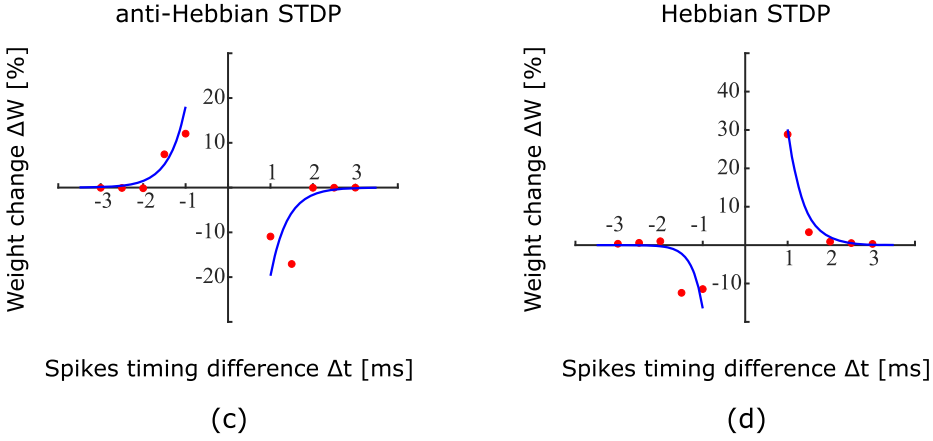 anti-Hebbian STDP
Weight change ΔW [%]
20
10
-3 -2 -1
1 2 3
-10
-20
Spikes timing difference Δt [ms]
(c)
Hebbian STDP
Weight change ΔW [%]
40
30
20
10
-3 -2 -1
1 2 3
-10
Spikes timing difference Δt [ms]
(d)